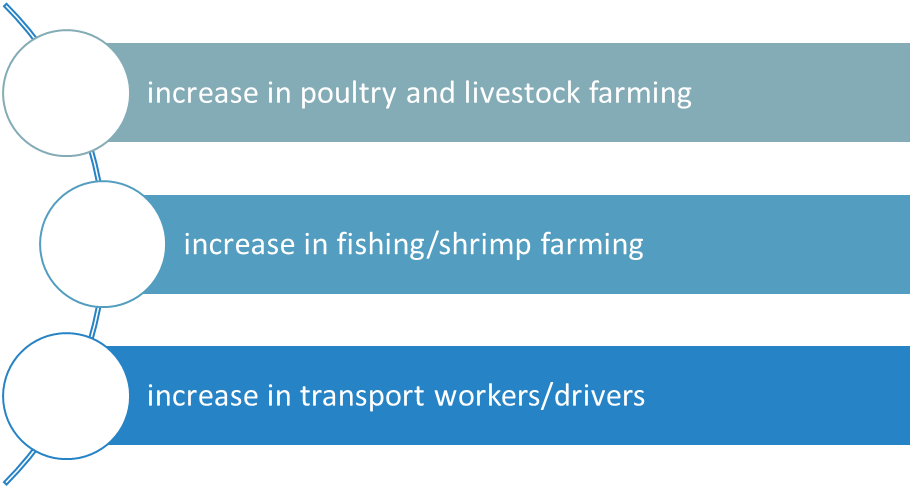 increase in poultry and livestock farming
increase in fishing/shrimp farming
increase in transport workers/drivers